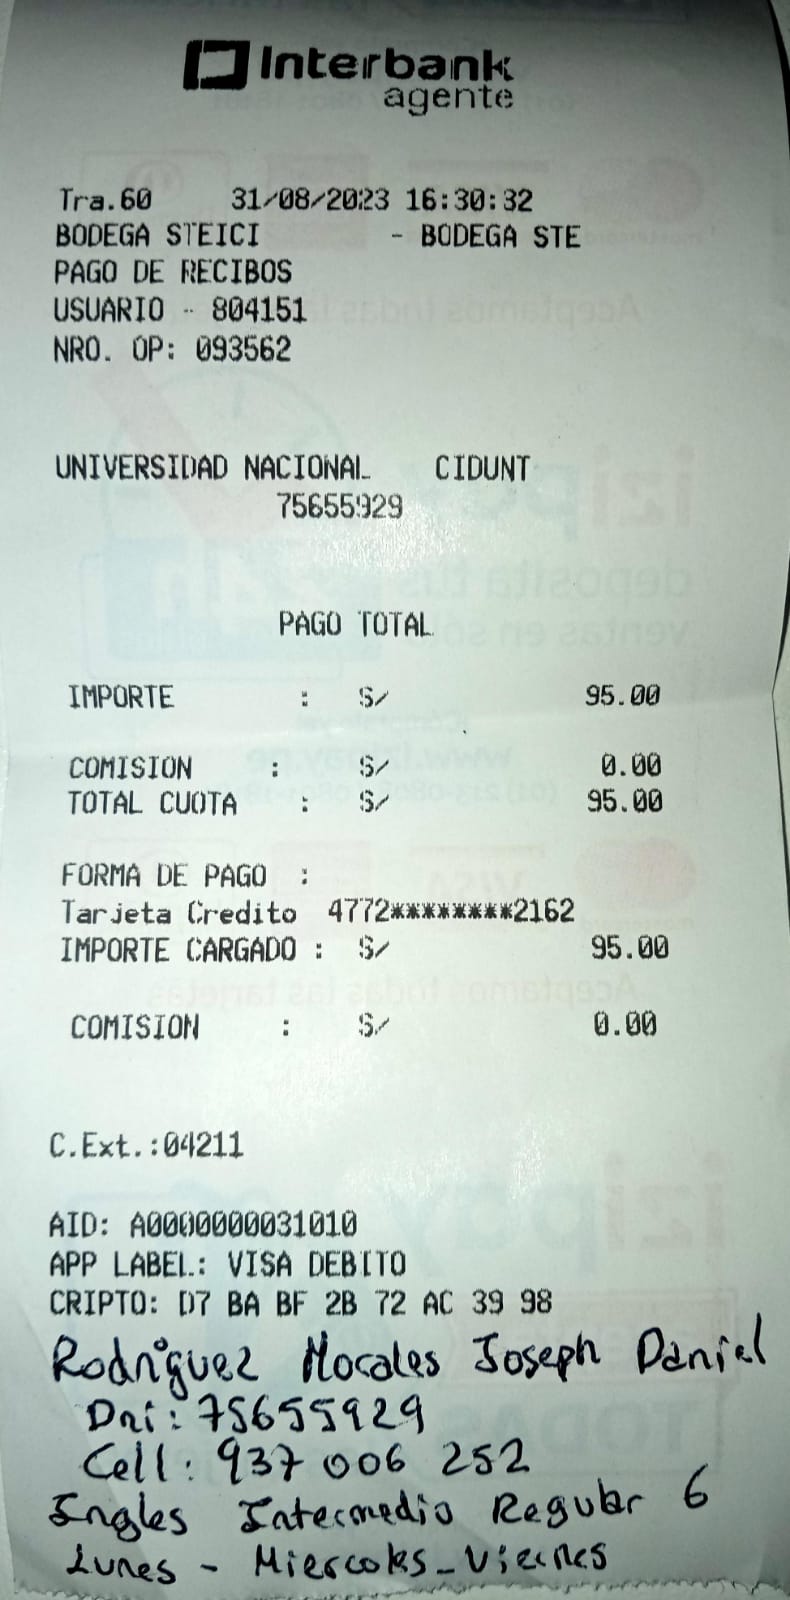 Interbank
agente
Tra.60 31/08/2023 16:30:32
BODEGA STEICI - BODEGA STE
PAGO DE RECIBOS
USUARIO - 804151
NRO. OP: 093562
UNIVERSIDAD NACIONAL CIDUNT
75655929
PAGO TOTAL
IMPORTE : S/ 95.00
COMISION : S/ 0.00
TOTAL CUOTA : S/ 95.00
FORMA DE PAGO :
Tarjeta Credito 4772********2162
IMPORTE CARGADO : S/ 95.00
COMISION : S/ 0.00
C.Ext.:04211
AID: A0000000031010
APP LABEL: VISA DEBITO
CRIPTO: D7 BA BF 2B 72 AC 39 98
Rodríguez Morales Joseph Daniel
Dni: 75655929
Cell: 937 006 252
Ingles Intermedio Regular 6
Lunes - Miercoles - Viernes